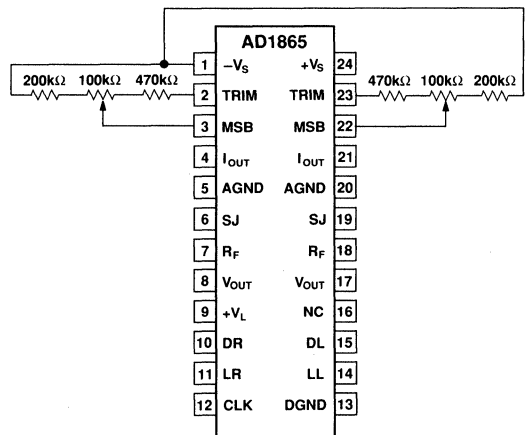 AD1865
1 –VS +VS 24
200kΩ 100kΩ 470kΩ 2 TRIM TRIM 23 470kΩ 100kΩ 200kΩ
3 MSB MSB 22
4 IOUT IOUT 21
5 AGND AGND 20
6 SJ SJ 19
7 RF RF 18
8 VOUT VOUT 17
9 +VL NC 16
10 DR DL 15
11 LR LL 14
12 CLK DGND 13